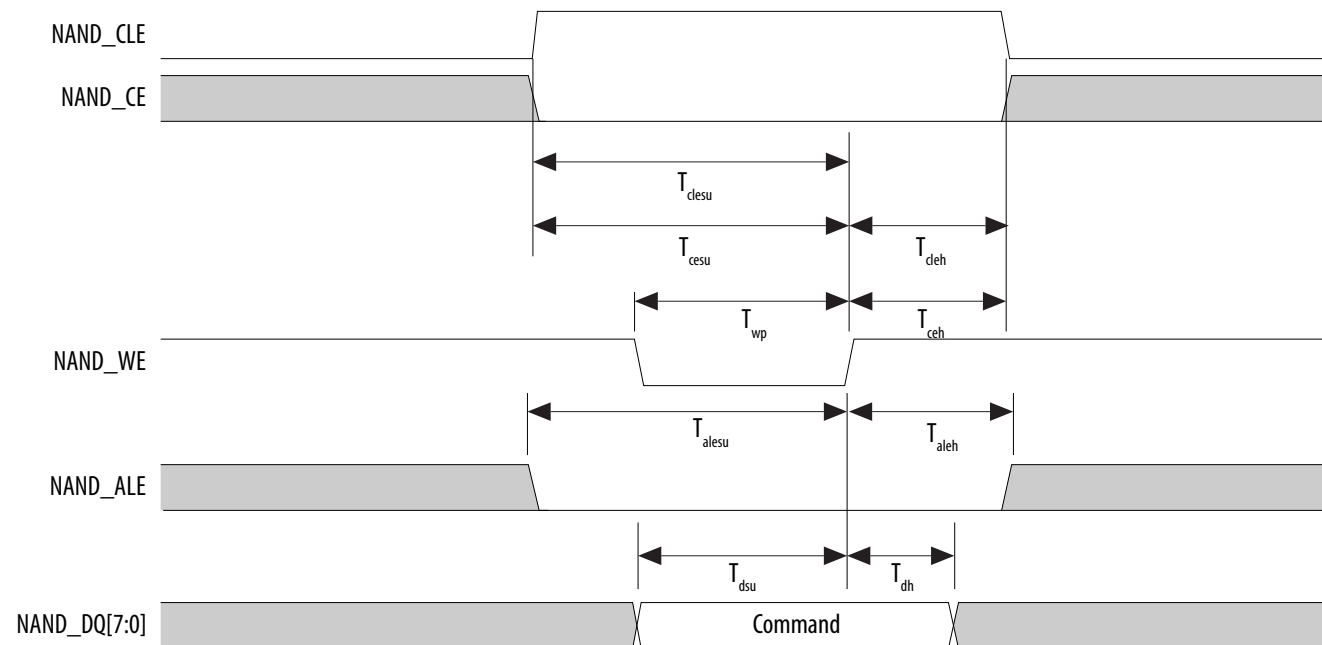 NAND_CLE
NAND_CE
T_clesu
T_cesu
T_cleh
T_wp
T_ceh
NAND_WE
T_alesu
T_aleh
NAND_ALE
T_dsu
T_dh
NAND_DQ[7:0]
Command